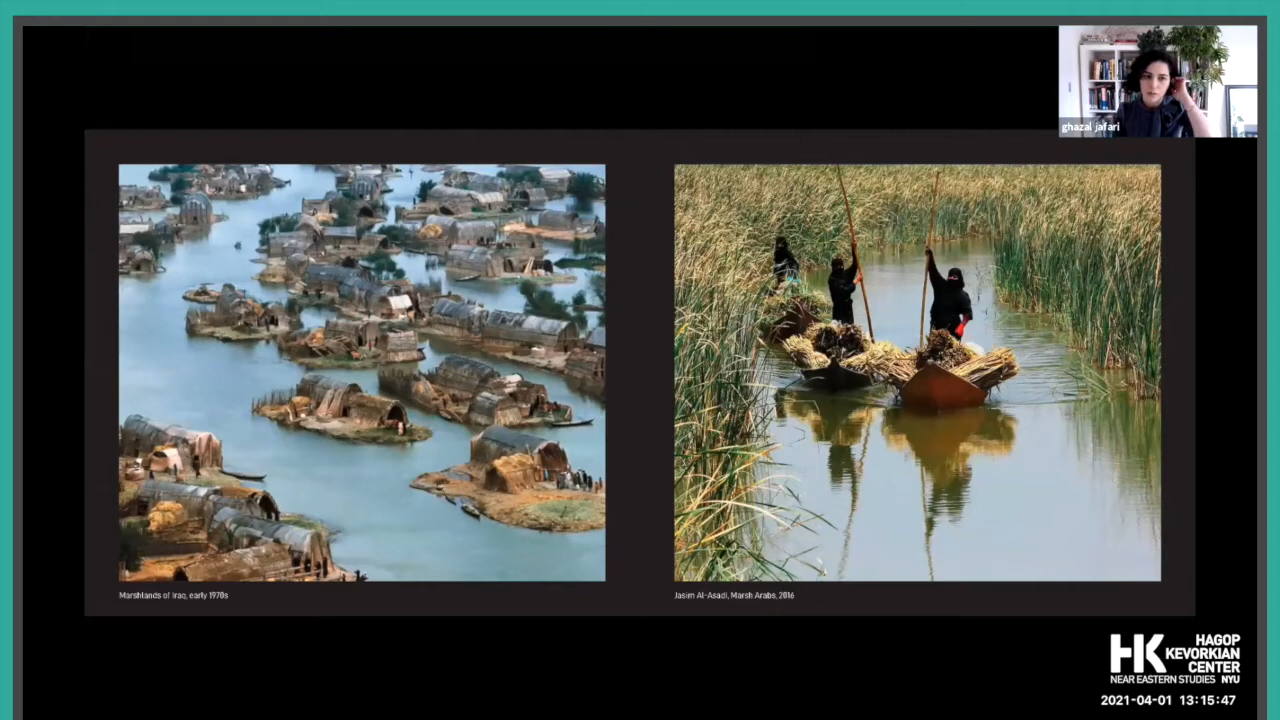 ghazal jafari
Marshlands of Iraq, early 1970s
Jasim Al-Asadi, Marsh Arabs, 2016
HK
HAGOP
KEVORKIAN
CENTER
NEAR EASTERN STUDIES NYU
2021-04-01 13:15:47